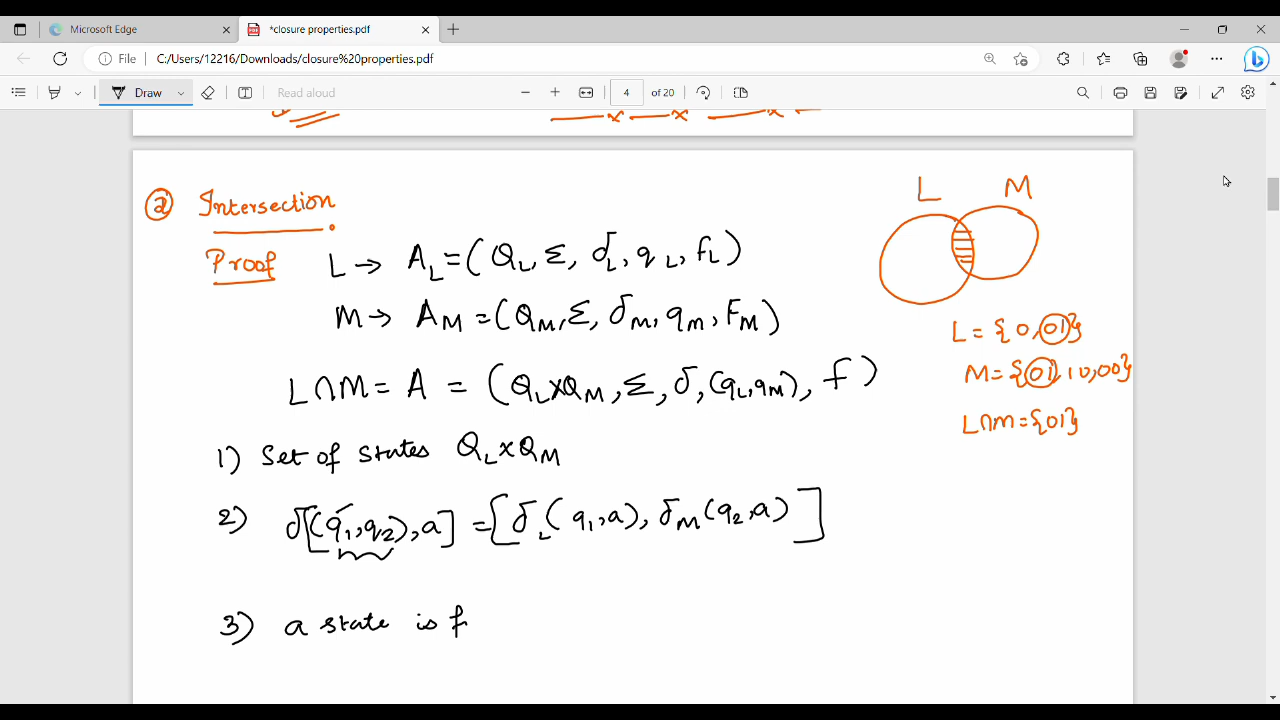 Microsoft Edge
*closure properties.pdf
File C:/Users/12216/Downloads/closure%20properties.pdf
Draw Read aloud 4 of 20
② Intersection
Proof L → A_L = (Q_L, Σ, δ_L, q_L, f_L)
M → A_M = (Q_M, Σ, δ_M, q_M, F_M)
L∩M = A = (Q_L×Q_M, Σ, δ, (q_L, q_M), f)
1) Set of states Q_L×Q_M
2) δ[(q1,q2),a] = [δ_L(q1,a), δ_M(q2,a)]
3) a state is f
L M
L = {0,01}
M = {01,10,00}
L∩M = {01}